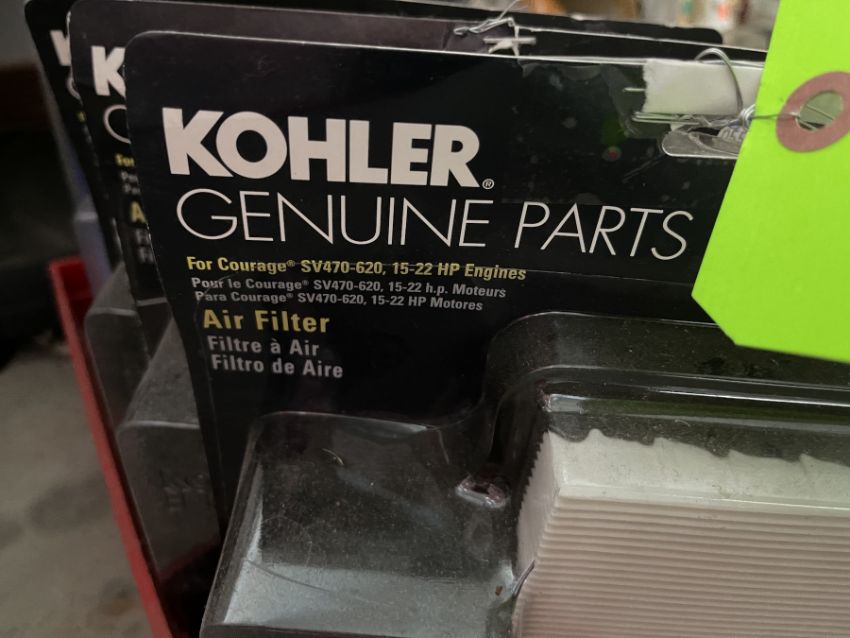 KOHLER®
GENUINE PARTS
For Courage® SV470-620, 15-22 HP Engines
Pour le Courage® SV470-620, 15-22 h.p. Moteurs
Para Courage® SV470-620, 15-22 HP Motores
Air Filter
Filtre à Air
Filtro de Aire